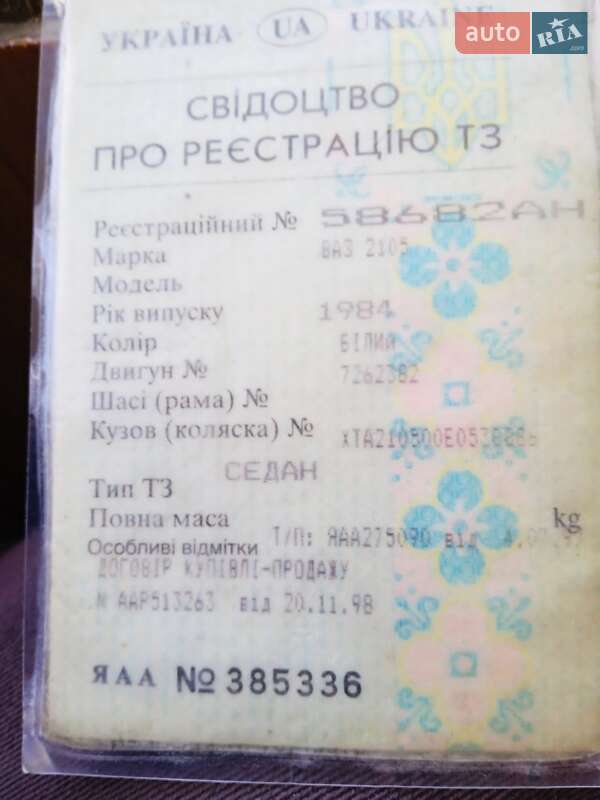 УКРАЇНА UA UKRAINE
auto RIA .com
СВІДОЦТВО
ПРО РЕЄСТРАЦІЮ ТЗ
Реєстраційний № 58682АН
Марка ВАЗ 2105
Модель
Рік випуску 1984
Колір БІЛИЙ
Двигун № 7262382
Шасі (рама) №
Кузов (коляска) №
СЕДАН
Тип ТЗ
Повна маса kg
Особливі відмітки Т/П: ЯАА275090 від
ДОГОВІР КУПІВЛІ-ПРОДАЖУ
N ААР513263 від 20.11.98
ЯАА №385336